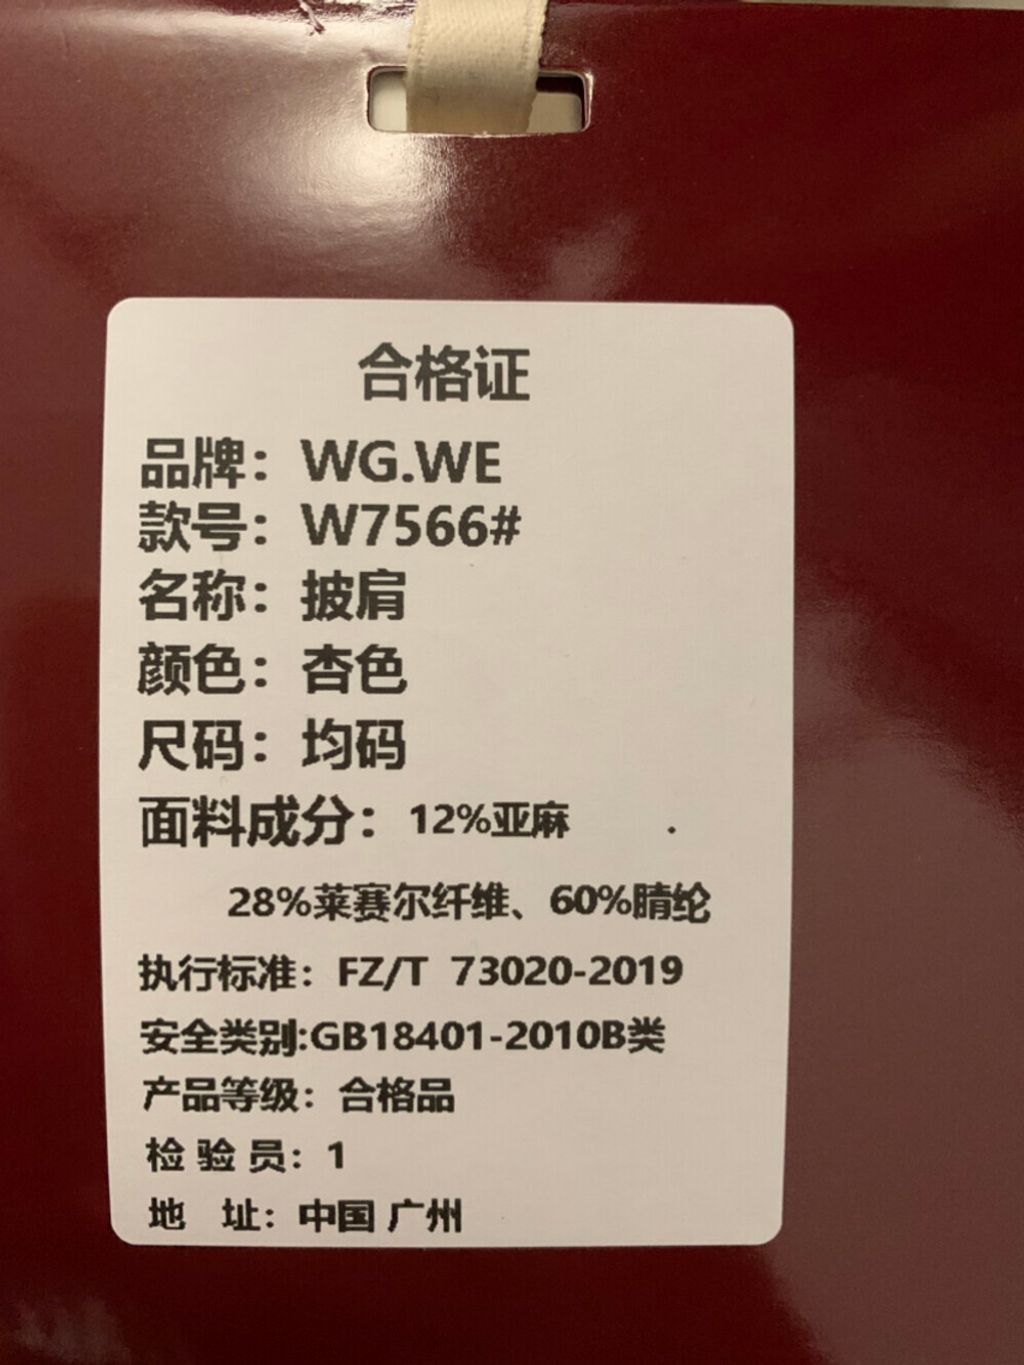 合格证
品牌：WG.WE
款号：W7566#
名称：披肩
颜色：杏色
尺码：均码
面料成分：12%亚麻
28%莱赛尔纤维、60%腈纶
执行标准：FZ/T 73020-2019
安全类别:GB18401-2010B类
产品等级：合格品
检 验 员：1
地 址：中国 广州